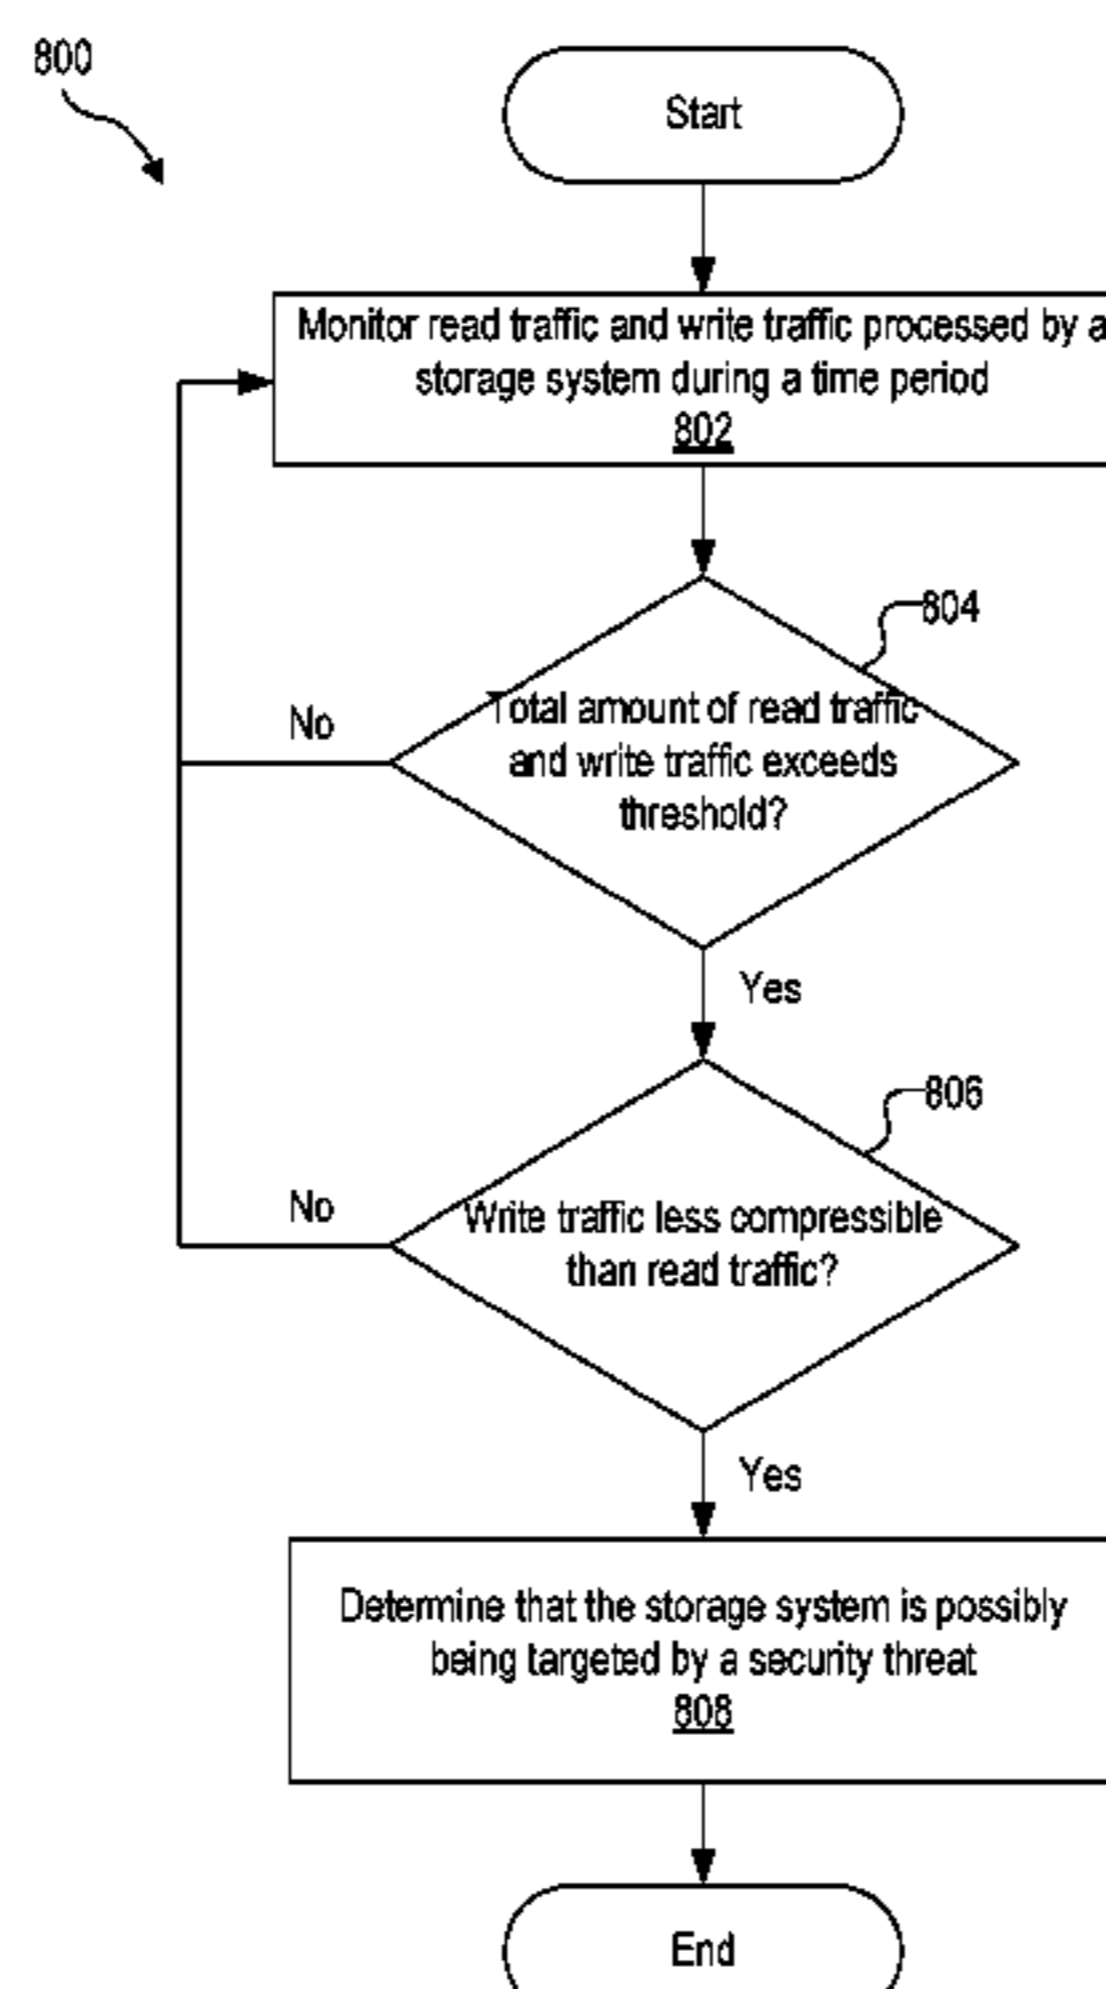 800
Start
Monitor read traffic and write traffic processed by a
storage system during a time period
802
804
Total amount of read traffic
and write traffic exceeds
threshold?
No
Yes
806
Write traffic less compressible
than read traffic?
No
Yes
Determine that the storage system is possibly
being targeted by a security threat
808
End